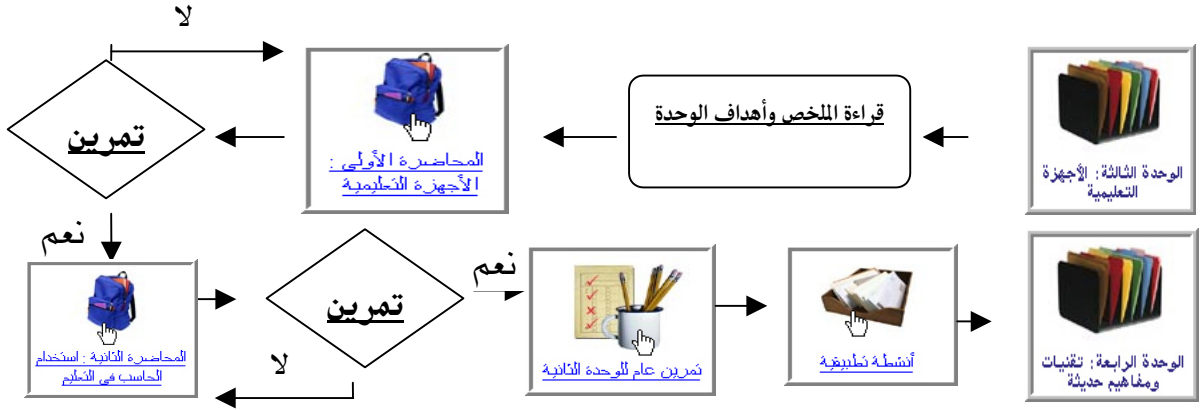 لا
الوحدة الثالثة: الأجهزة
التعليمية
قراءة الملخص وأهداف الوحدة
المحاضرة الأولى :
الأجهزة التعليمية
تمرين
نعم
المحاضرة الثانية : استخدام
الحاسب في التعليم
تمرين
لا
نعم
تمرين عام للوحدة الثانية
أنشطة تطبيقية
الوحدة الرابعة: تقنيات
ومفاهيم حديثة